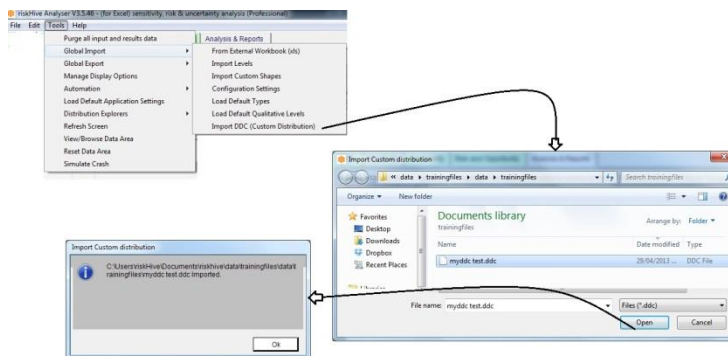 riskHive Analyser V3.5.46 - (for Excel) sensitivity, risk & uncertainty analysis (Professional)
File Edit Tools Help
Purge all input and results data
Global Import
Global Export
Manage Display Options
Automation
Load Default Application Settings
Distribution Explorers
Refresh Screen
View/Browse Data Area
Reset Data Area
Simulate Crash
Analysis & Reports
From External Workbook (xls)
Import Levels
Import Custom Shapes
Configuration Settings
Load Default Types
Load Default Qualitative Levels
Import DDC (Custom Distribution)
Import Custom distribution
« data ▸ trainingfiles ▸ data ▸ trainingfiles
Search trainingfiles
Organize New folder
Favorites
Desktop
Downloads
Dropbox
Recent Places
Libraries
Documents library
trainingfiles
Arrange by: Folder
Name Date modified Type
myddc test.ddc 29/04/2013 ... DDC File
File name: myddc test.ddc Files (*.ddc)
Open Cancel
Import Custom distribution
C:\Users\riskHive\Documents\riskhive\data\trainingfiles\data\t
rainingfiles\myddc test.ddc imported.
Ok